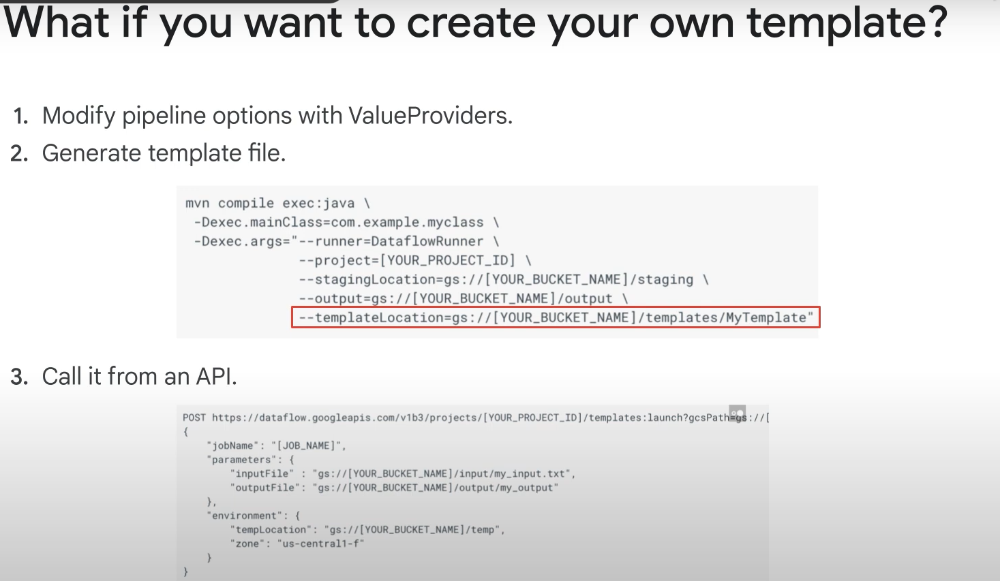 What if you want to create your own template?
1. Modify pipeline options with ValueProviders.
2. Generate template file.
mvn compile exec:java \
-Dexec.mainClass=com.example.myclass \
-Dexec.args="--runner=DataflowRunner \
--project=[YOUR_PROJECT_ID] \
--stagingLocation=gs://[YOUR_BUCKET_NAME]/staging \
--output=gs://[YOUR_BUCKET_NAME]/output \
--templateLocation=gs://[YOUR_BUCKET_NAME]/templates/MyTemplate"
3. Call it from an API.
POST https://dataflow.googleapis.com/v1b3/projects/[YOUR_PROJECT_ID]/templates:launch?gcsPath=gs://[
{
"jobName": "[JOB_NAME]",
"parameters": {
"inputFile" : "gs://[YOUR_BUCKET_NAME]/input/my_input.txt",
"outputFile": "gs://[YOUR_BUCKET_NAME]/output/my_output"
},
"environment": {
"tempLocation": "gs://[YOUR_BUCKET_NAME]/temp",
"zone": "us-central1-f"
}
}